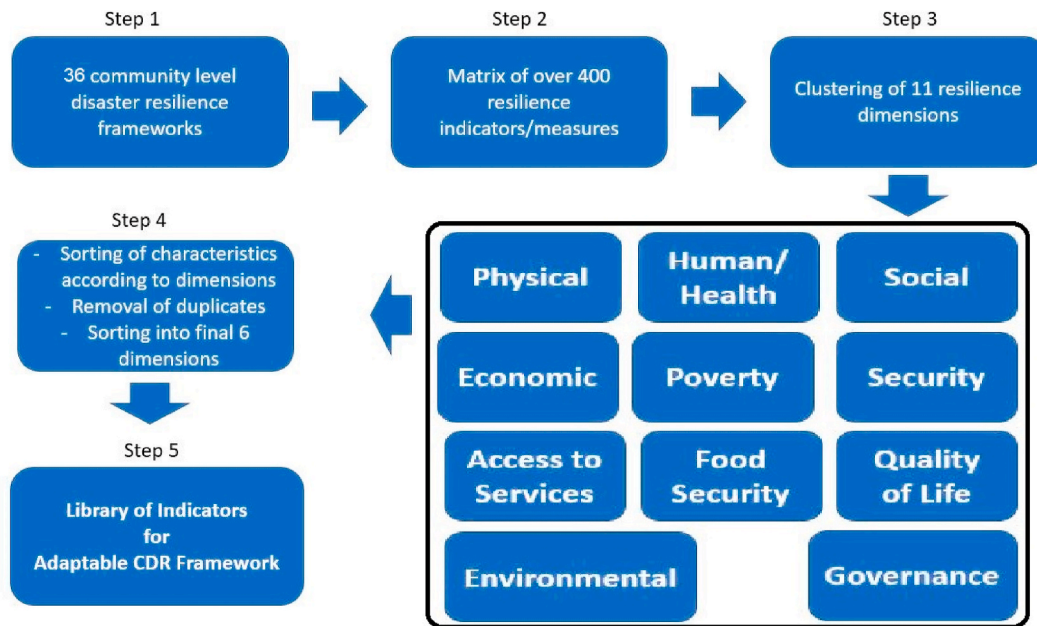 Step 1
36 community level
disaster resilience
frameworks
Step 2
Matrix of over 400
resilience
indicators/measures
Step 3
Clustering of 11 resilience
dimensions
Physical
Human/
Health
Social
Economic
Poverty
Security
Access to
Services
Food
Security
Quality
of Life
Environmental
Governance
Step 4
- Sorting of characteristics
according to dimensions
- Removal of duplicates
- Sorting into final 6
dimensions
Step 5
Library of Indicators
for
Adaptable CDR Framework